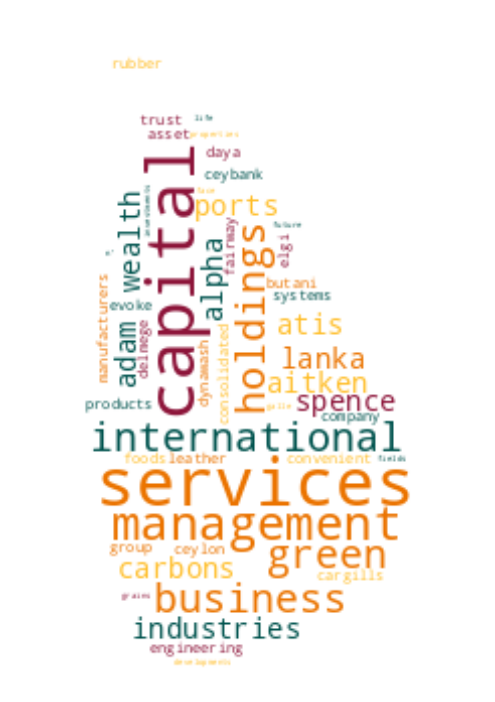 rubber
trust
life
asset
properties
capital
daya
ceybank
wealth
investments
face
ports
fairway
future
alpha
holdings
elgi
manufacturers
butani
systems
evoke
adam
delmege
dynawash
consolidated
atis
lanka
aitken
products
galle
spence
company
international
foods
leather
convenient
fields
services
management
group
ceylon
green
carbons
cargills
grains
business
industries
engineering
developments